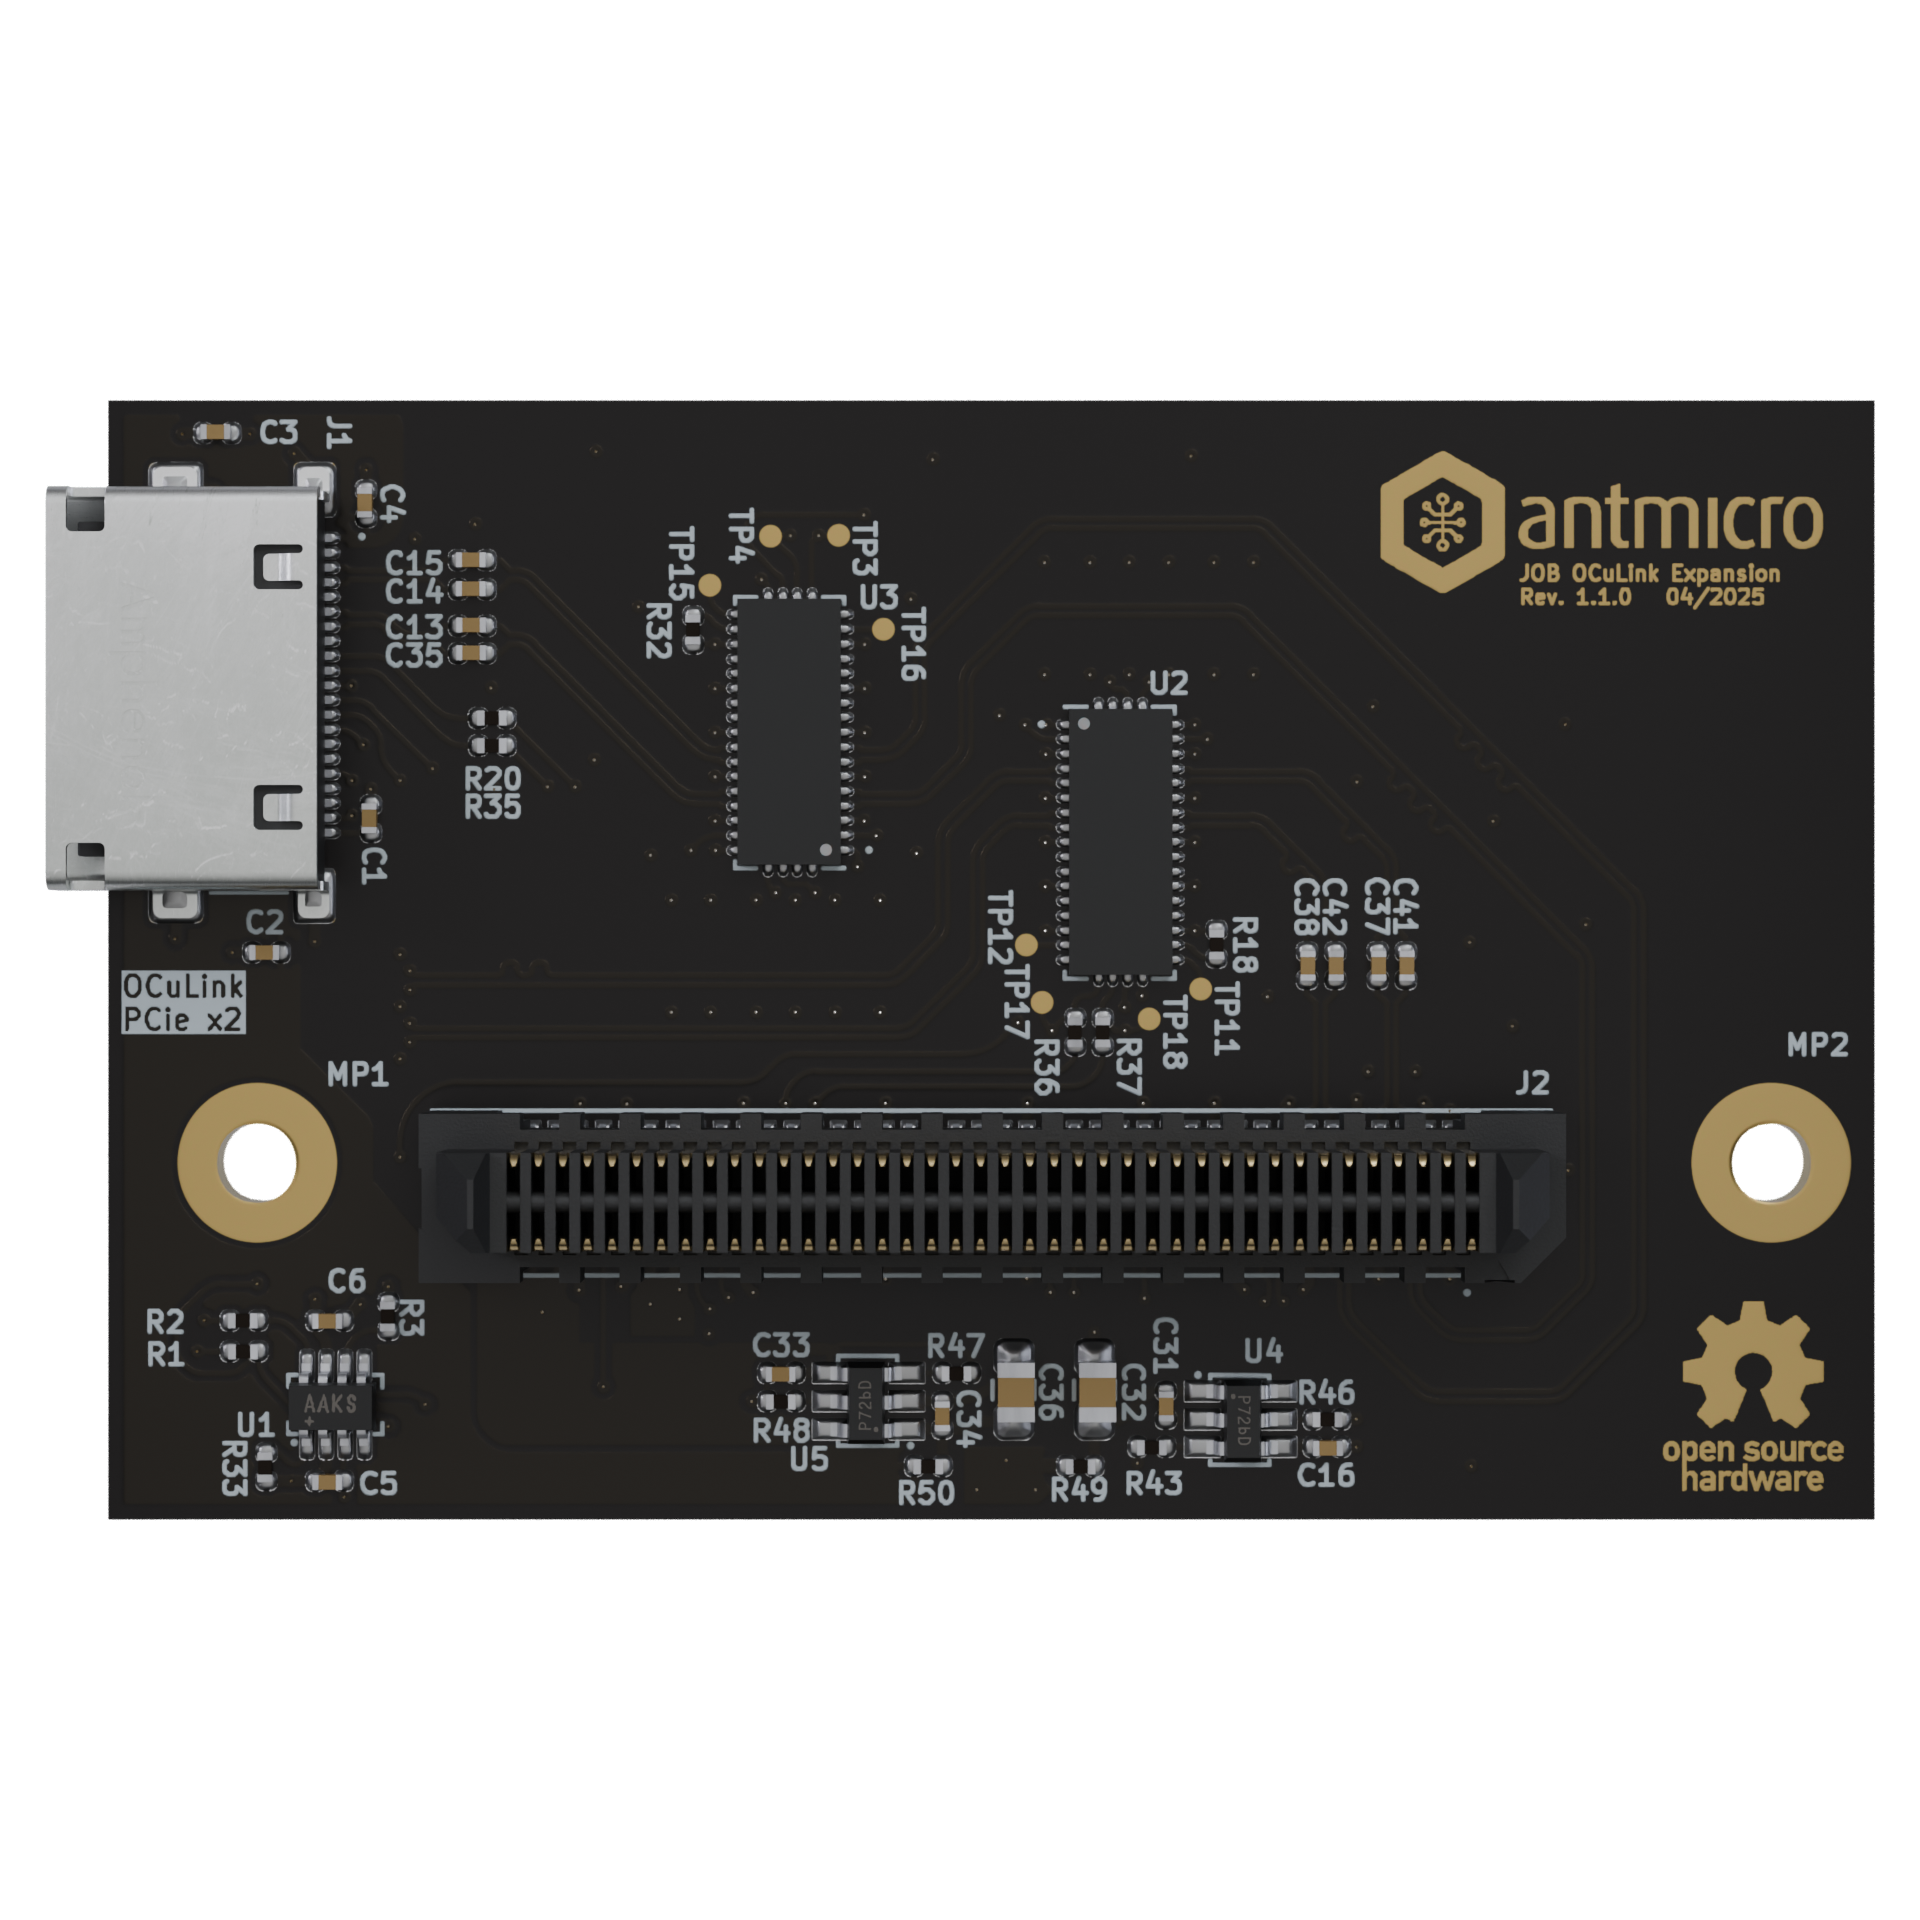 C3
J1
C4
antmicro
JOB OCuLink Expansion
Rev. 1.1.0 04/2025
TP4
TP3
TP15
C15
C14
C13
C35
U3
R32
TP16
U2
R20
R35
C1
C2
C38
C42
C37
C41
TP12
R18
OCuLink
PCie x2
TP17
TP18
TP11
R36
R37
MP1
MP2
J2
C6
R2
R3
R1
AAKS
+
U1
R33
C5
C33
R47
C31
U4
P72bD
C36
C32
P72bD
R46
R48
C34
U5
R50
R49
R43
C16
open source
hardware